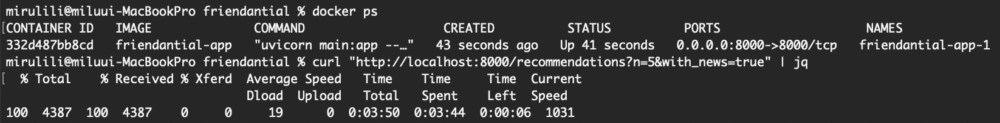 mirulili@miluui-MacBookPro friendantial % docker ps
[CONTAINER ID   IMAGE              COMMAND                   CREATED          STATUS          PORTS                    NAMES
332d487bb8cd   friendantial-app   "uvicorn main:app --…"   43 seconds ago   Up 41 seconds   0.0.0.0:8000->8000/tcp   friendantial-app-1
mirulili@miluui-MacBookPro friendantial % curl "http://localhost:8000/recommendations?n=5&with_news=true" | jq
[  % Total    % Received % Xferd  Average Speed   Time    Time     Time  Current
                                 Dload  Upload   Total   Spent    Left  Speed
100  4387  100  4387    0     0     19      0  0:03:50  0:03:44  0:00:06  1031